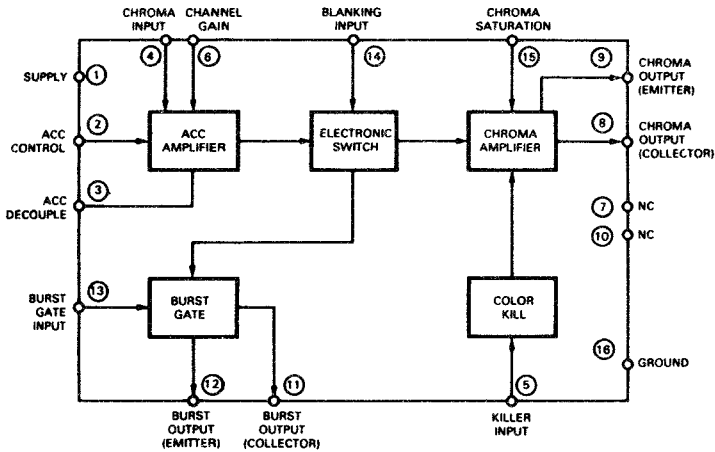 CHROMA
INPUT
CHANNEL
GAIN
BLANKING
INPUT
CHROMA
SATURATION
4
6
14
15
9
CHROMA
OUTPUT
(EMITTER)
SUPPLY
1
ACC
CONTROL
2
ACC
AMPLIFIER
ELECTRONIC
SWITCH
CHROMA
AMPLIFIER
8
CHROMA
OUTPUT
(COLLECTOR)
ACC
DECOUPLE
3
7
NC
10
NC
BURST
GATE
INPUT
13
BURST
GATE
COLOR
KILL
16
GROUND
12
11
5
BURST
OUTPUT
(EMITTER)
BURST
OUTPUT
(COLLECTOR)
KILLER
INPUT